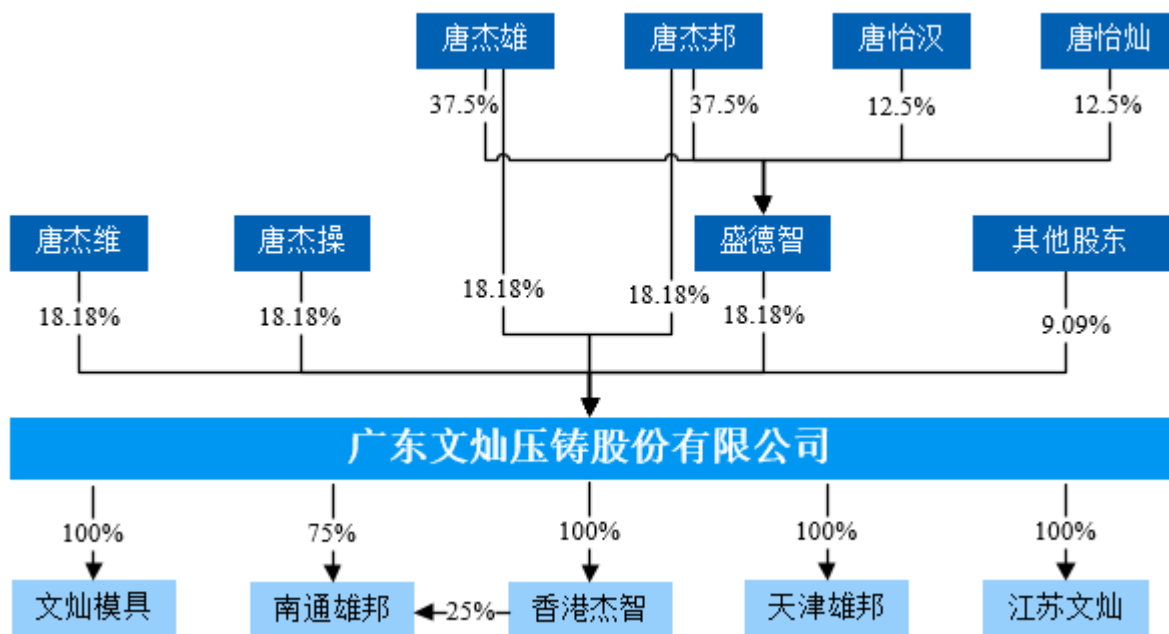 唐杰雄 唐杰邦 唐怡汉 唐怡灿
37.5% 37.5% 12.5% 12.5%
唐杰维 唐杰操 盛德智 其他股东
18.18% 18.18%
18.18% 18.18% 18.18% 9.09%
广东文灿压铸股份有限公司
100% 75% 100% 100% 100%
文灿模具 南通雄邦 25% 香港杰智 天津雄邦 江苏文灿